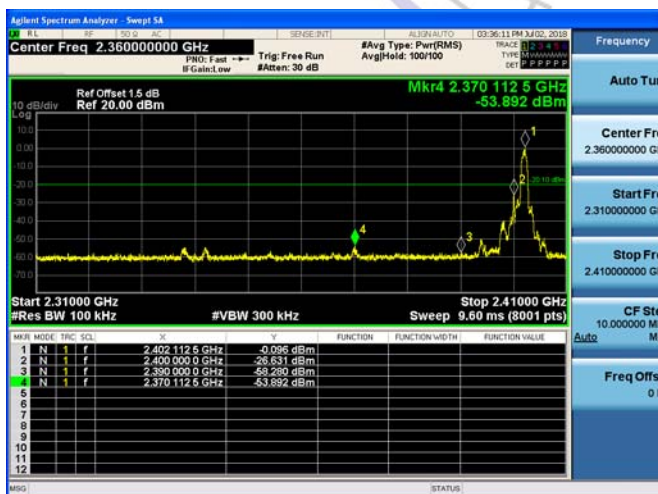 Agilent Spectrum Analyzer - Swept SA
RL RF 50 Ω AC SENSE:INT ALIGN AUTO 03:36:11 PM Jul 02, 2018
Center Freq 2.360000000 GHz
PNO: Fast
IFGain:Low
Trig: Free Run
#Atten: 30 dB
#Avg Type: Pwr(RMS)
Avg|Hold: 100/100
TRACE 1 2 3 4 5 6
TYPE
DET P P P P P P
Frequency
Mkr4 2.370 112 5 GHz
-53.892 dBm
Ref Offset 1.5 dB
Ref 20.00 dBm
10 dB/div
Log
10.0
0.00
-10.0
-20.0
-30.0
-40.0
-50.0
-60.0
-70.0
1
2
3
4
-20.10 dBm
Start 2.31000 GHz
Stop 2.41000 GHz
#Res BW 100 kHz
#VBW 300 kHz
Sweep 9.60 ms (8001 pts)
MKR MODE TRC SCL X Y FUNCTION FUNCTION WIDTH FUNCTION VALUE
1 N 1 f 2.402 112 5 GHz -0.096 dBm
2 N 1 f 2.400 000 0 GHz -26.631 dBm
3 N 1 f 2.390 000 0 GHz -58.280 dBm
4 N 1 f 2.370 112 5 GHz -53.892 dBm
5
6
7
8
9
10
11
12
MSG STATUS
Auto Tun
Center Fre
2.360000000 G
Start Fre
2.310000000 G
Stop Fre
2.410000000 G
CF Ste
10.000000 M
Auto M
Freq Offs
0